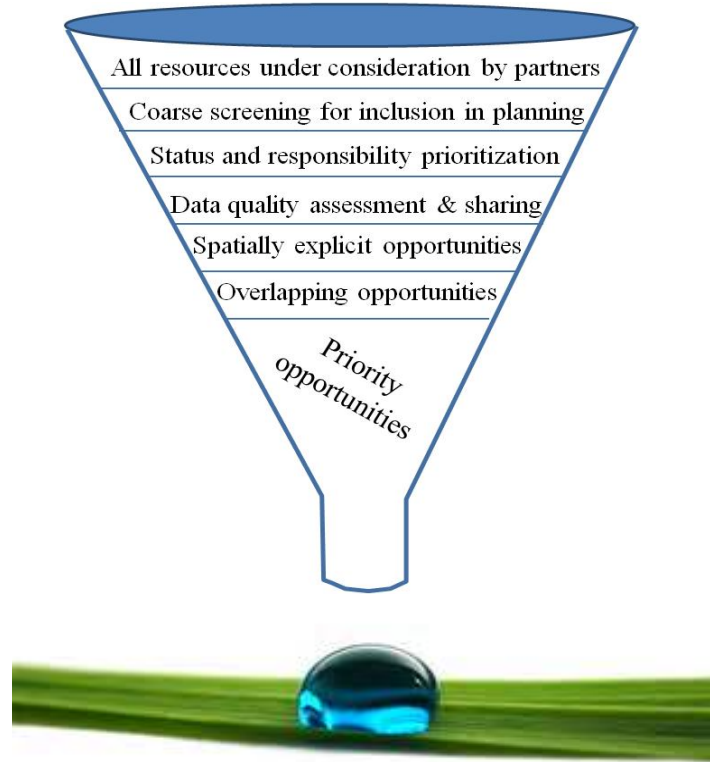 All resources under consideration by partners
Coarse screening for inclusion in planning
Status and responsibility prioritization
Data quality assessment & sharing
Spatially explicit opportunities
Overlapping opportunities
Priority
opportunities